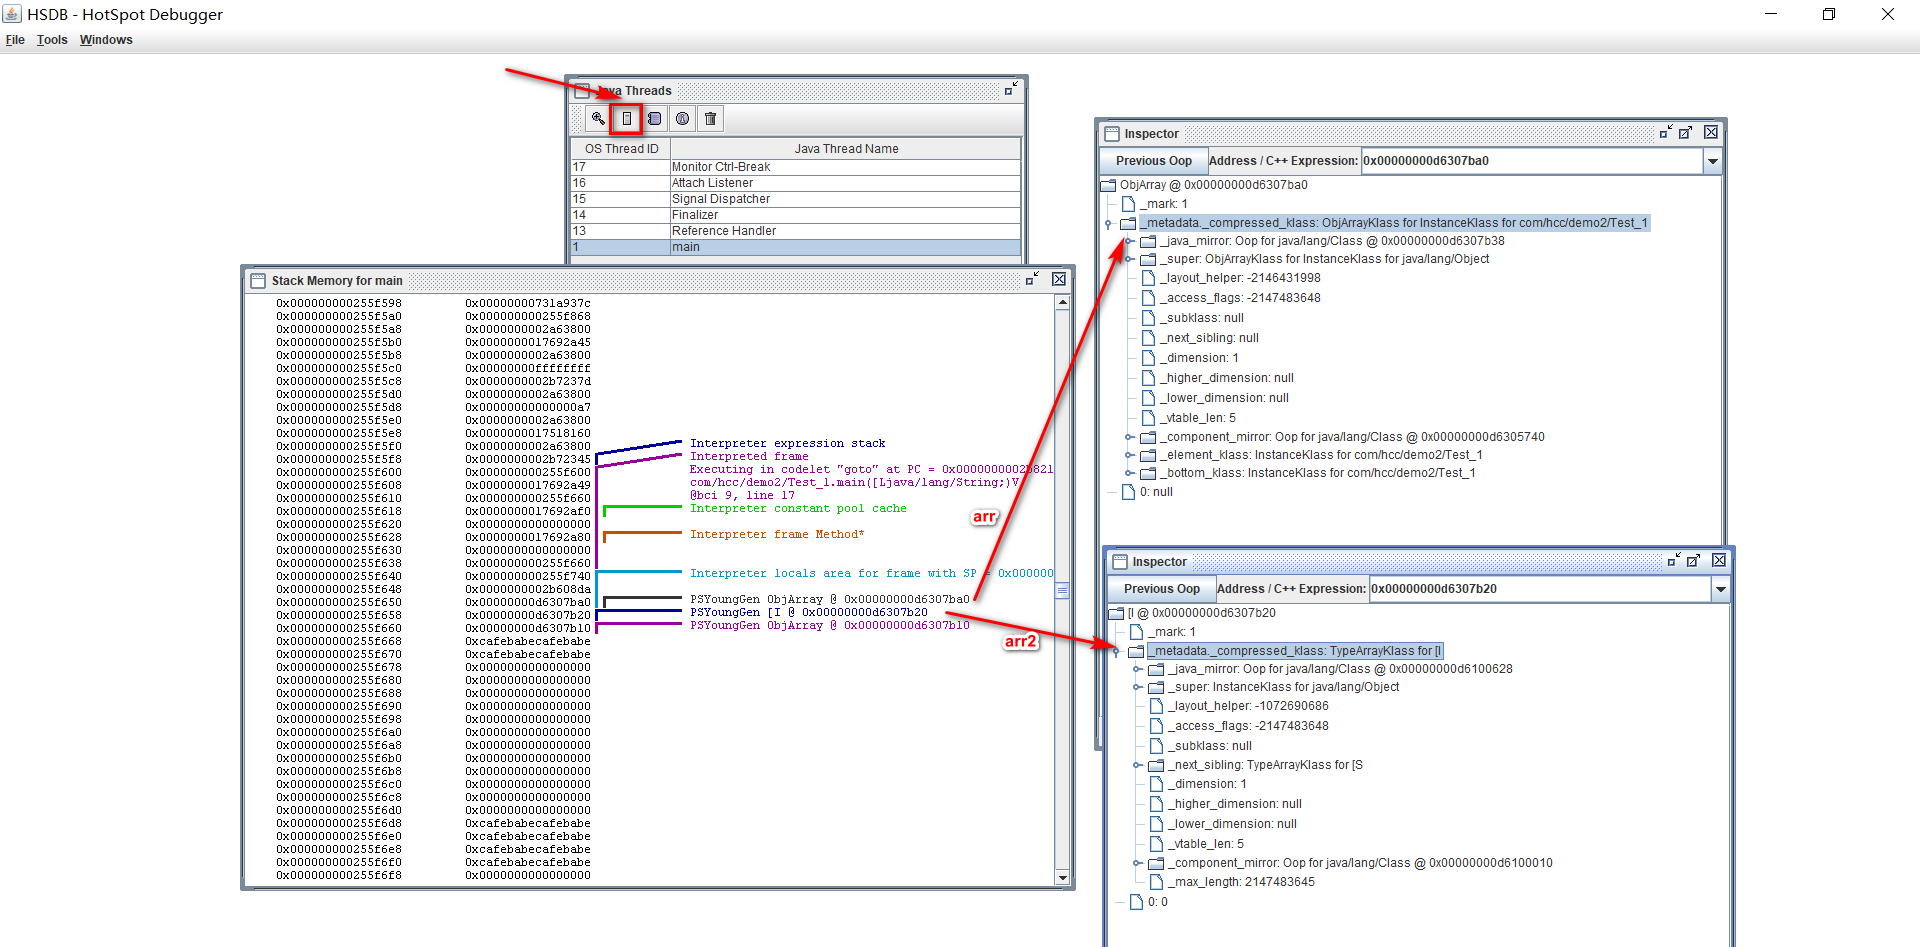 HSDB - HotSpot Debugger
File Tools Windows
Java Threads
OS Thread ID Java Thread Name
17 Monitor Ctrl-Break
16 Attach Listener
15 Signal Dispatcher
14 Finalizer
13 Reference Handler
1 main
Stack Memory for main
0x000000000255f598 0x00000000731a937c
0x000000000255f5a0 0x000000000255f868
0x000000000255f5a8 0x0000000002a63800
0x000000000255f5b0 0x0000000017692a45
0x000000000255f5b8 0x0000000002a63800
0x000000000255f5c0 0x00000000ffffffff
0x000000000255f5c8 0x0000000002b7237d
0x000000000255f5d0 0x0000000002a63800
0x000000000255f5d8 0x00000000000000a7
0x000000000255f5e0 0x0000000002a63800
0x000000000255f5e8 0x0000000017518160
0x000000000255f5f0 0x0000000002a63800 Interpreter expression stack
0x000000000255f5f8 0x0000000002b72345 Interpreted frame
0x000000000255f600 0x000000000255f600 Executing in codelet "goto" at PC = 0x0000000002b821
0x000000000255f608 0x0000000017692a49 com/hcc/demo2/Test_1.main([Ljava/lang/String;)V
0x000000000255f610 0x000000000255f660 @bci 9, line 17
0x000000000255f618 0x0000000017692af0 Interpreter constant pool cache
0x000000000255f620 0x0000000000000000
0x000000000255f628 0x0000000017692a80 Interpreter frame Method*
0x000000000255f630 0x0000000000000000
0x000000000255f638 0x000000000255f660
0x000000000255f640 0x000000000255f740 Interpreter locals area for frame with SP = 0x000000
0x000000000255f648 0x0000000002b608da
0x000000000255f650 0x00000000d6307ba0 PSYoungGen ObjArray @ 0x00000000d6307ba0
0x000000000255f658 0x00000000d6307b20 PSYoungGen [I @ 0x00000000d6307b20
0x000000000255f660 0x00000000d6307b10 PSYoungGen ObjArray @ 0x00000000d6307b10
0x000000000255f668 0xcafebabecafebabe
0x000000000255f670 0xcafebabecafebabe
0x000000000255f678 0x0000000000000000
0x000000000255f680 0x0000000000000000
0x000000000255f688 0x0000000000000000
0x000000000255f690 0x0000000000000000
0x000000000255f698 0x0000000000000000
0x000000000255f6a0 0x0000000000000000
0x000000000255f6a8 0x0000000000000000
0x000000000255f6b0 0x0000000000000000
0x000000000255f6b8 0x0000000000000000
0x000000000255f6c0 0x0000000000000000
0x000000000255f6c8 0x0000000000000000
0x000000000255f6d0 0x0000000000000000
0x000000000255f6d8 0xcafebabecafebabe
0x000000000255f6e0 0xcafebabecafebabe
0x000000000255f6e8 0xcafebabecafebabe
0x000000000255f6f0 0xcafebabecafebabe
0x000000000255f6f8 0x0000000000000000
arr
arr2
Inspector
Previous Oop Address / C++ Expression: 0x00000000d6307ba0
ObjArray @ 0x00000000d6307ba0
_mark: 1
_metadata._compressed_klass: ObjArrayKlass for InstanceKlass for com/hcc/demo2/Test_1
_java_mirror: Oop for java/lang/Class @ 0x00000000d6307b38
_super: ObjArrayKlass for InstanceKlass for java/lang/Object
_layout_helper: -2146431998
_access_flags: -2147483648
_subklass: null
_next_sibling: null
_dimension: 1
_higher_dimension: null
_lower_dimension: null
_vtable_len: 5
_component_mirror: Oop for java/lang/Class @ 0x00000000d6305740
_element_klass: InstanceKlass for com/hcc/demo2/Test_1
_bottom_klass: InstanceKlass for com/hcc/demo2/Test_1
0: null
Inspector
Previous Oop Address / C++ Expression: 0x00000000d6307b20
[I @ 0x00000000d6307b20
_mark: 1
_metadata._compressed_klass: TypeArrayKlass for [I
_java_mirror: Oop for java/lang/Class @ 0x00000000d6100628
_super: InstanceKlass for java/lang/Object
_layout_helper: -1072690686
_access_flags: -2147483648
_subklass: null
_next_sibling: TypeArrayKlass for [S
_dimension: 1
_higher_dimension: null
_lower_dimension: null
_vtable_len: 5
_component_mirror: Oop for java/lang/Class @ 0x00000000d6100010
_max_length: 2147483645
0: 0